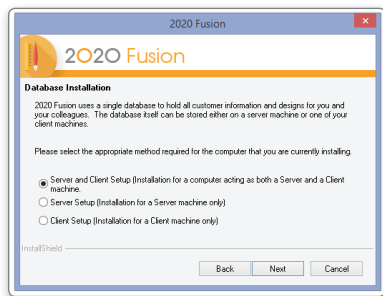 2020 Fusion
2020 Fusion
Database Installation
2020 Fusion uses a single database to hold all customer information and designs for you and
your colleagues. The database itself can be stored either on a server machine or one of your
client machines.
Please select the appropriate method required for the computer that you are currently installing.
Server and Client Setup (Installation for a computer acting as both a Server and a Client
machine.
Server Setup (Installation for a Server machine only)
Client Setup (Installation for a Client machine only)
InstallShield
Back Next Cancel